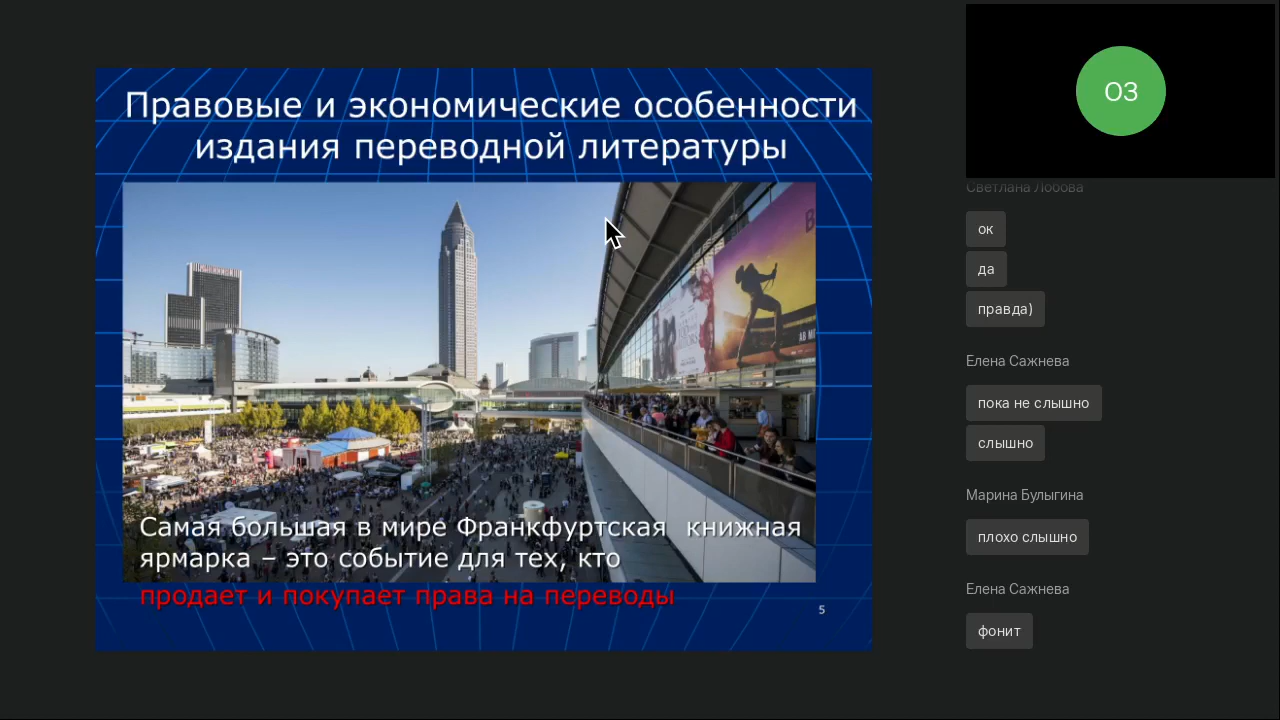 Правовые и экономические особенности
издания переводной литературы
Самая большая в мире Франкфуртская книжная
ярмарка – это событие для тех, кто
продает и покупает права на переводы
5
ОЗ
Светлана Лобова
ок
да
правда)
Елена Сажнева
пока не слышно
слышно
Марина Булыгина
плохо слышно
Елена Сажнева
фонит